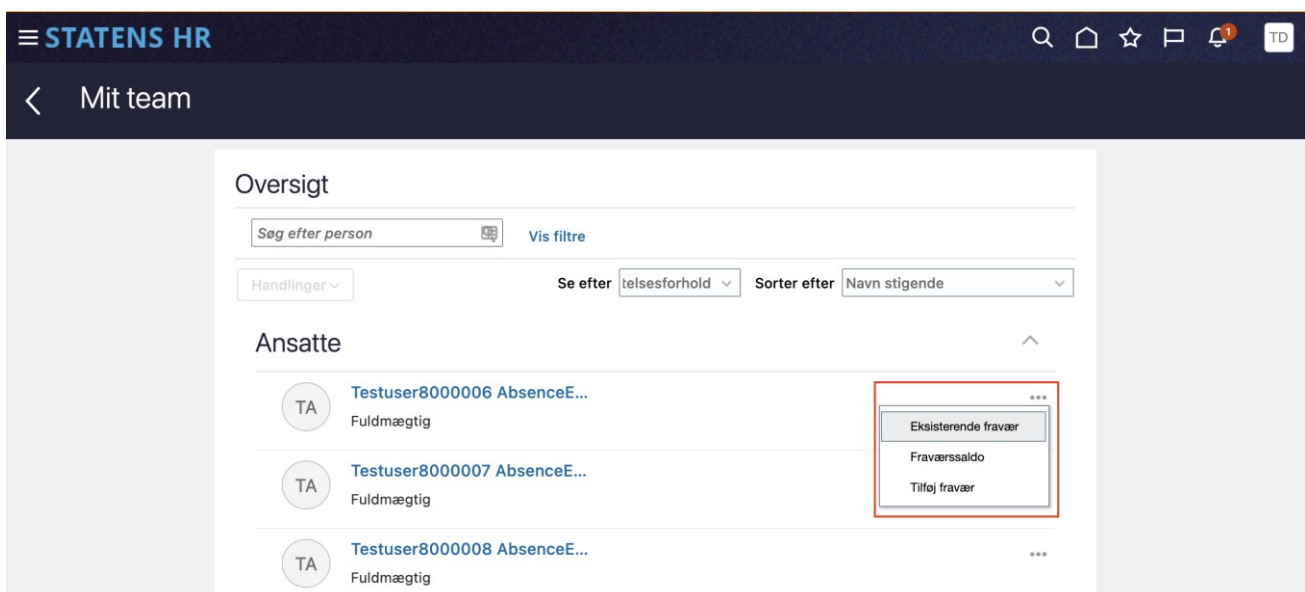 STATENS HR
1
TD
Mit team
Oversigt
Søg efter person
Vis filtre
Handlinger
Se efter telsesforhold Sorter efter Navn stigende
Ansatte
TA
Testuser8000006 AbsenceE...
Fuldmægtig
...
Eksisterende fravær
Fraværssaldo
Tilføj fravær
TA
Testuser8000007 AbsenceE...
Fuldmægtig
TA
Testuser8000008 AbsenceE...
Fuldmægtig
...